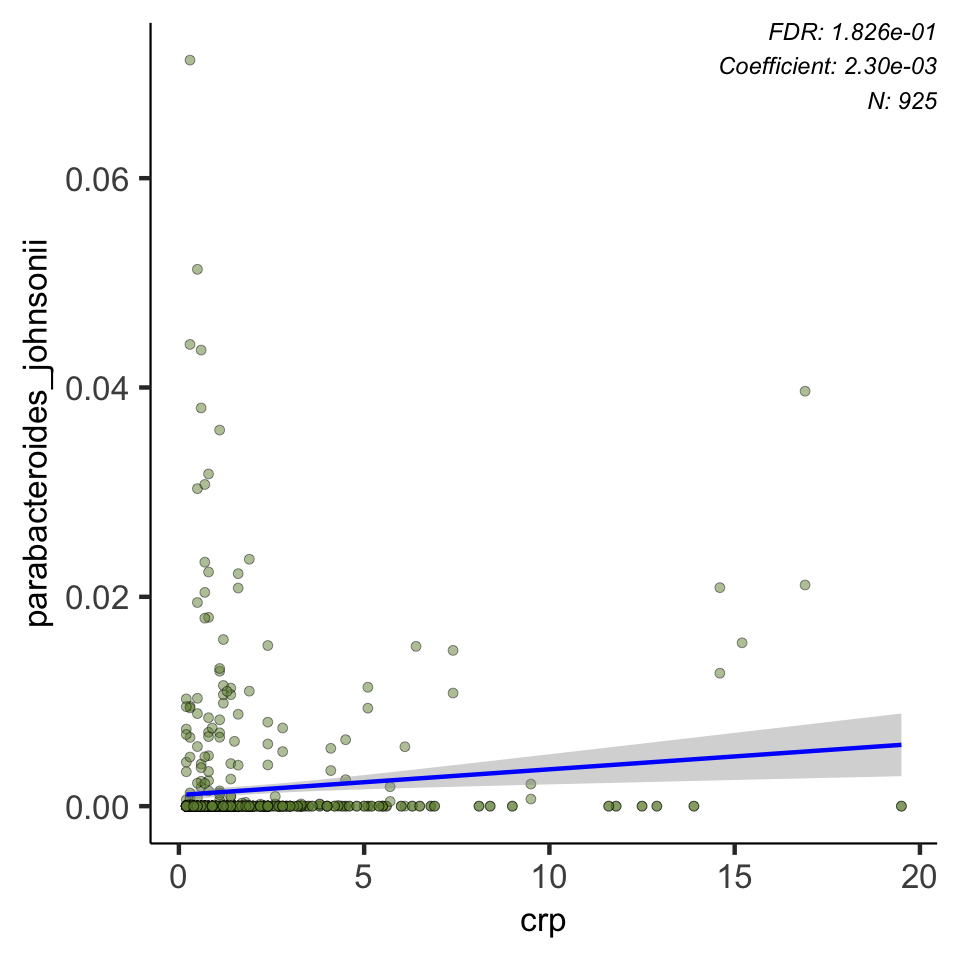 FDR: 1.826e-01
Coefficient: 2.30e-03
N: 925
parabacteroides_johnsonii
0.06
0.04
0.02
0.00
0 5 10 15 20
crp